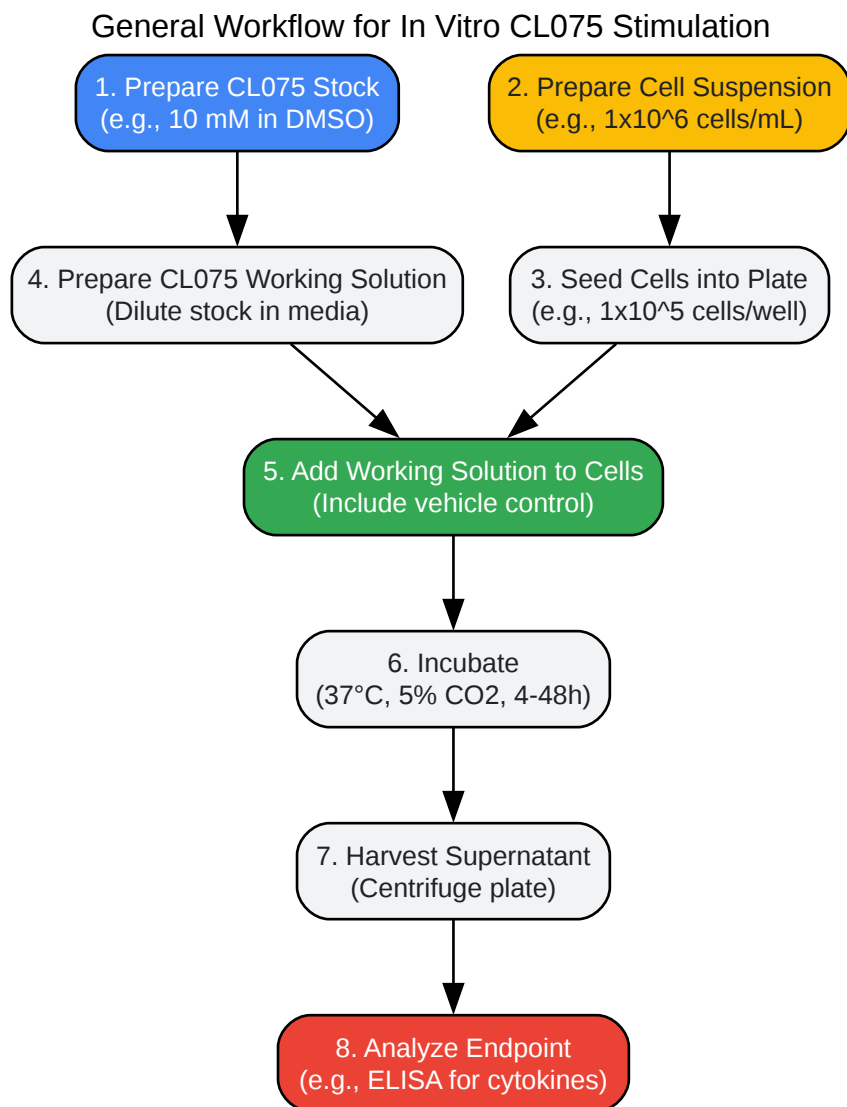 General Workflow for In Vitro CL075 Stimulation
1. Prepare CL075 Stock
(e.g., 10 mM in DMSO)
2. Prepare Cell Suspension
(e.g., 1x10^6 cells/mL)
4. Prepare CL075 Working Solution
(Dilute stock in media)
3. Seed Cells into Plate
(e.g., 1x10^5 cells/well)
5. Add Working Solution to Cells
(Include vehicle control)
6. Incubate
(37°C, 5% CO2, 4-48h)
7. Harvest Supernatant
(Centrifuge plate)
8. Analyze Endpoint
(e.g., ELISA for cytokines)